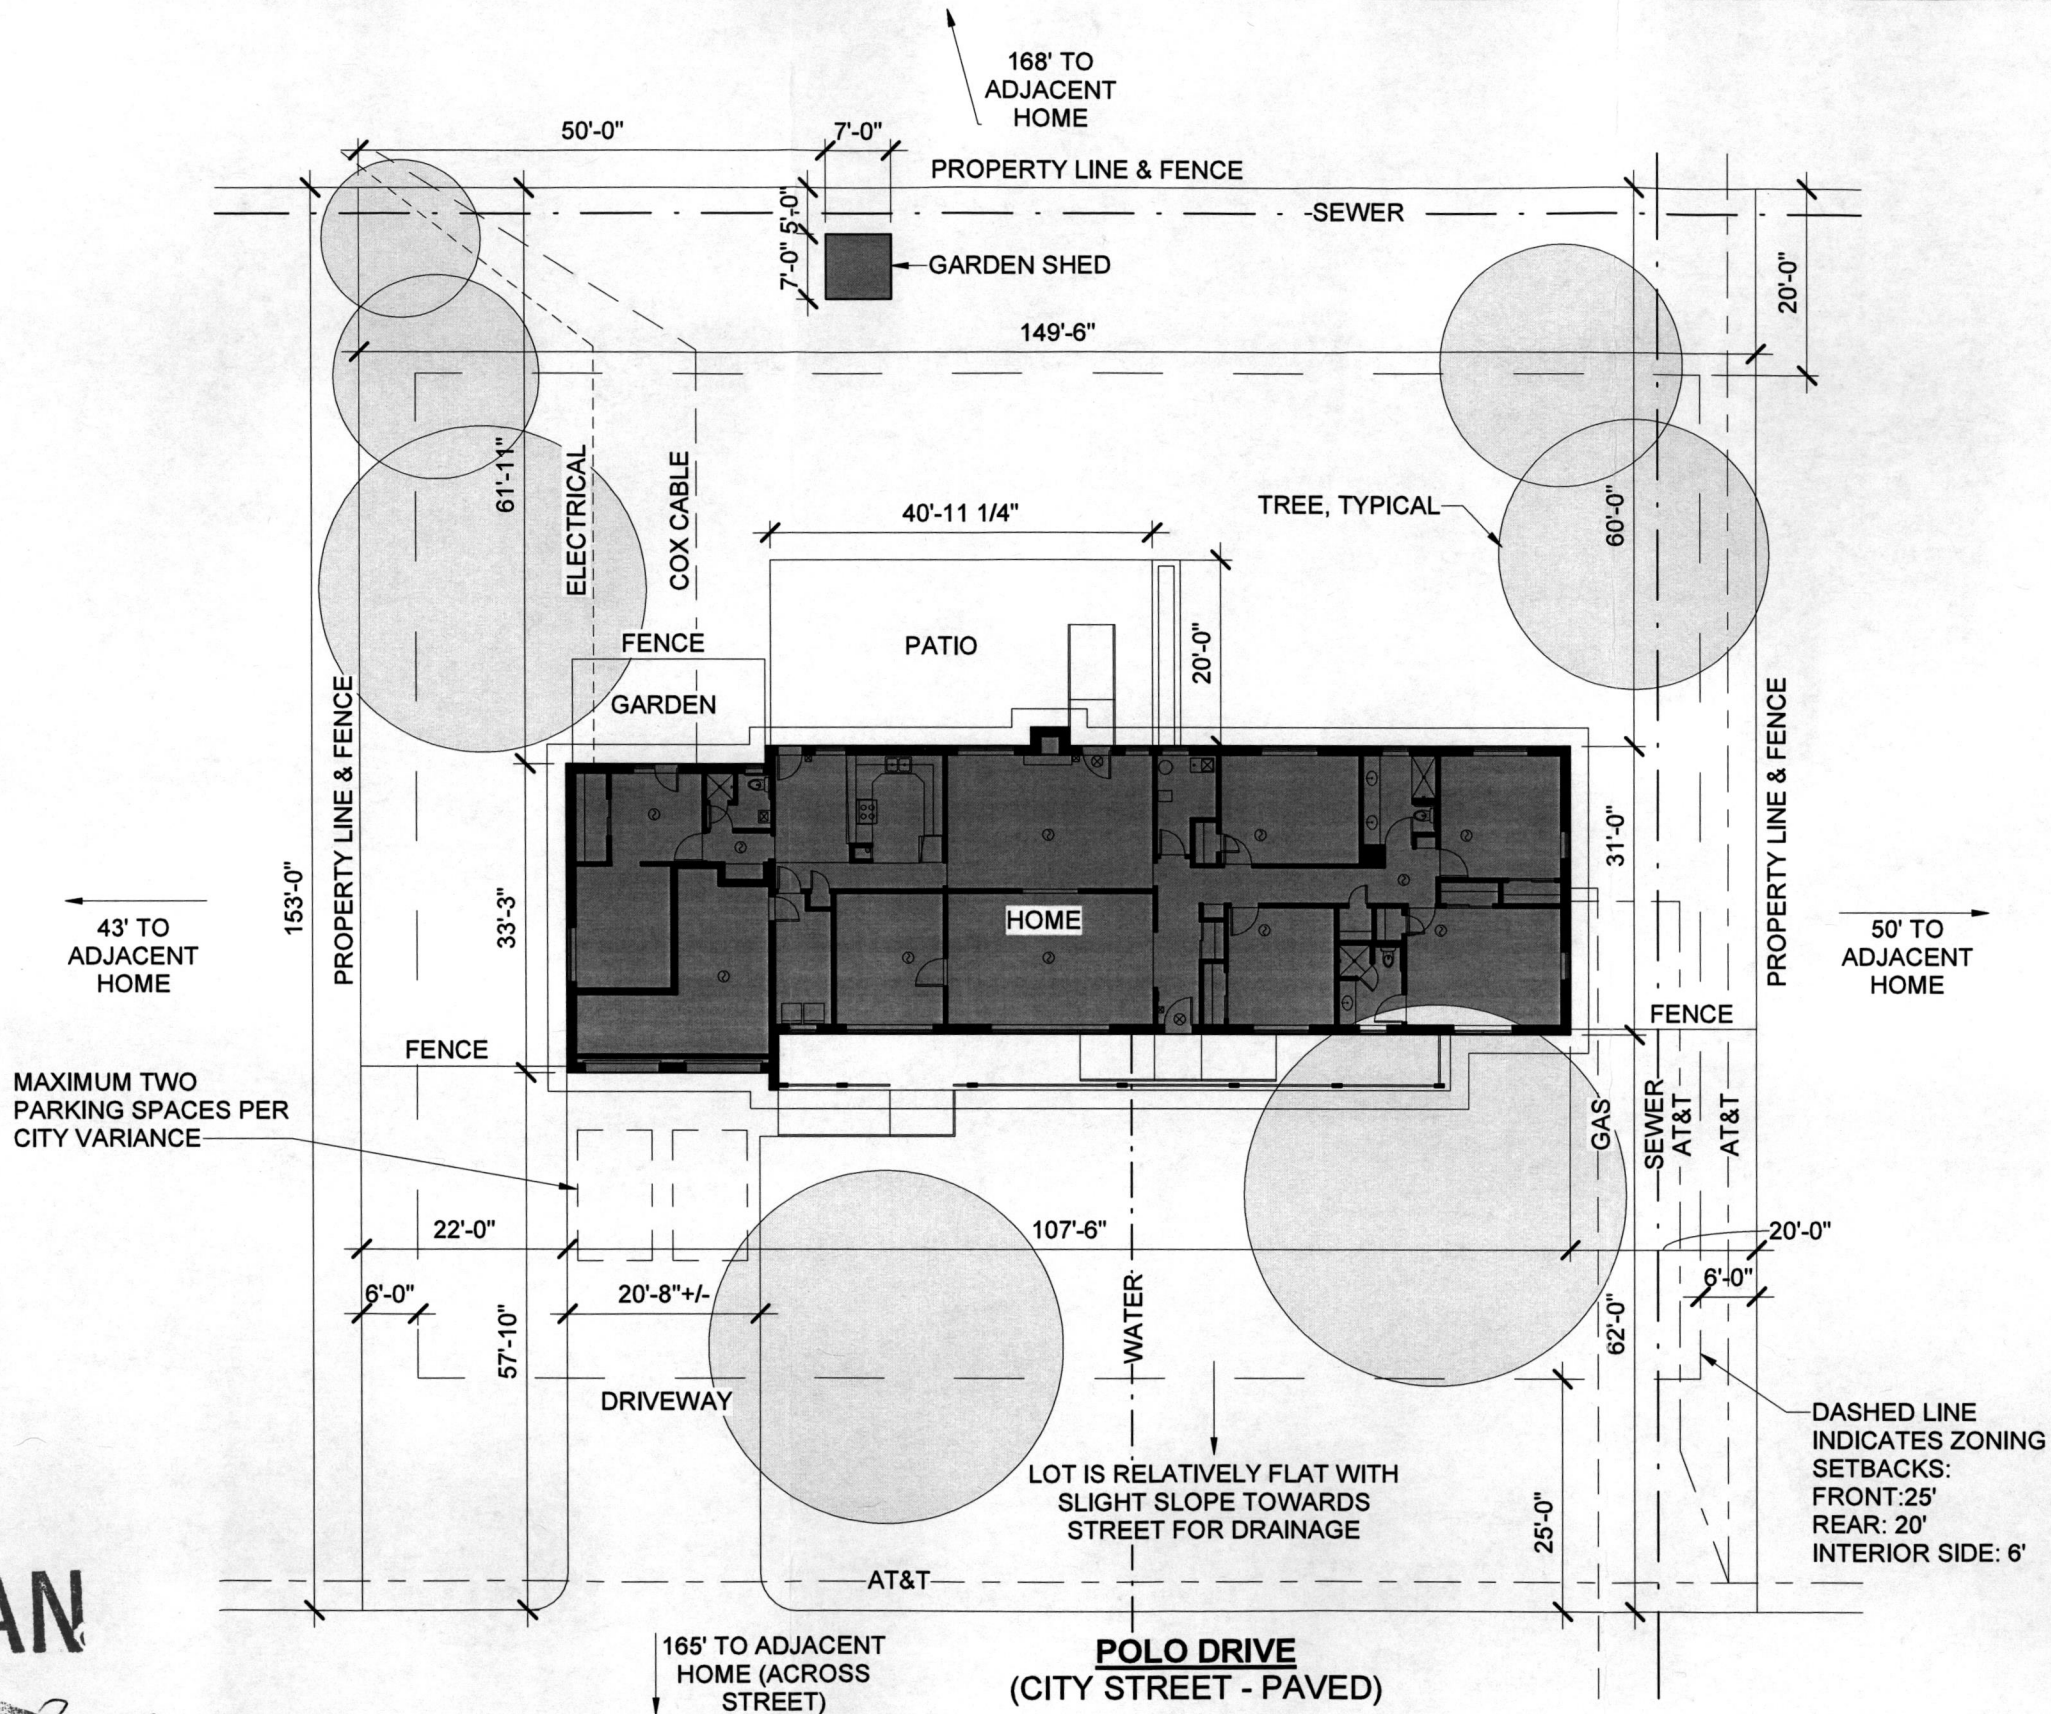 168' TO
ADJACENT
HOME
50'-0"
7'-0"
PROPERTY LINE & FENCE
5'-0"
SEWER
7'-0"
GARDEN SHED
20'-0"
149'-6"
61'-11"
ELECTRICAL
COX CABLE
40'-11 1/4"
TREE, TYPICAL
60'-0"
FENCE
PATIO
20'-0"
GARDEN
PROPERTY LINE & FENCE
PROPERTY LINE & FENCE
153'-0"
33'-3"
31'-0"
HOME
43' TO
ADJACENT
HOME
50' TO
ADJACENT
HOME
FENCE
FENCE
MAXIMUM TWO
PARKING SPACES PER
CITY VARIANCE
GAS
SEWER
AT&T
AT&T
22'-0"
107'-6"
20'-0"
6'-0"
20'-8"+/-
6'-0"
57'-10"
WATER
62'-0"
DRIVEWAY
DASHED LINE
INDICATES ZONING
SETBACKS:
FRONT:25'
REAR: 20'
INTERIOR SIDE: 6'
LOT IS RELATIVELY FLAT WITH
SLIGHT SLOPE TOWARDS
STREET FOR DRAINAGE
25'-0"
AT&T
AN
165' TO ADJACENT
HOME (ACROSS
STREET)
POLO DRIVE
(CITY STREET - PAVED)